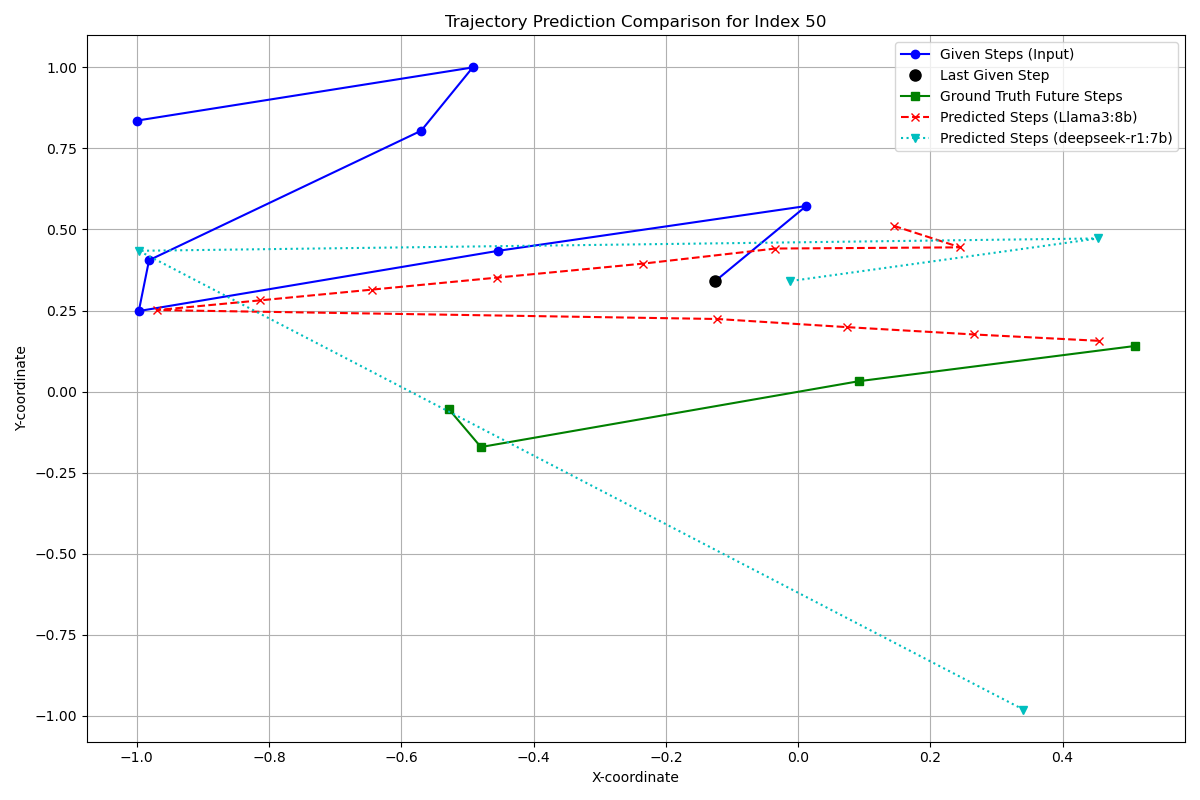 Trajectory Prediction Comparison for Index 50
Given Steps (Input)
Last Given Step
Ground Truth Future Steps
Predicted Steps (Llama3:8b)
Predicted Steps (deepseek-r1:7b)
Y-coordinate
1.00
0.75
0.50
0.25
0.00
−0.25
−0.50
−0.75
−1.00
−1.0 −0.8 −0.6 −0.4 −0.2 0.0 0.2 0.4
X-coordinate